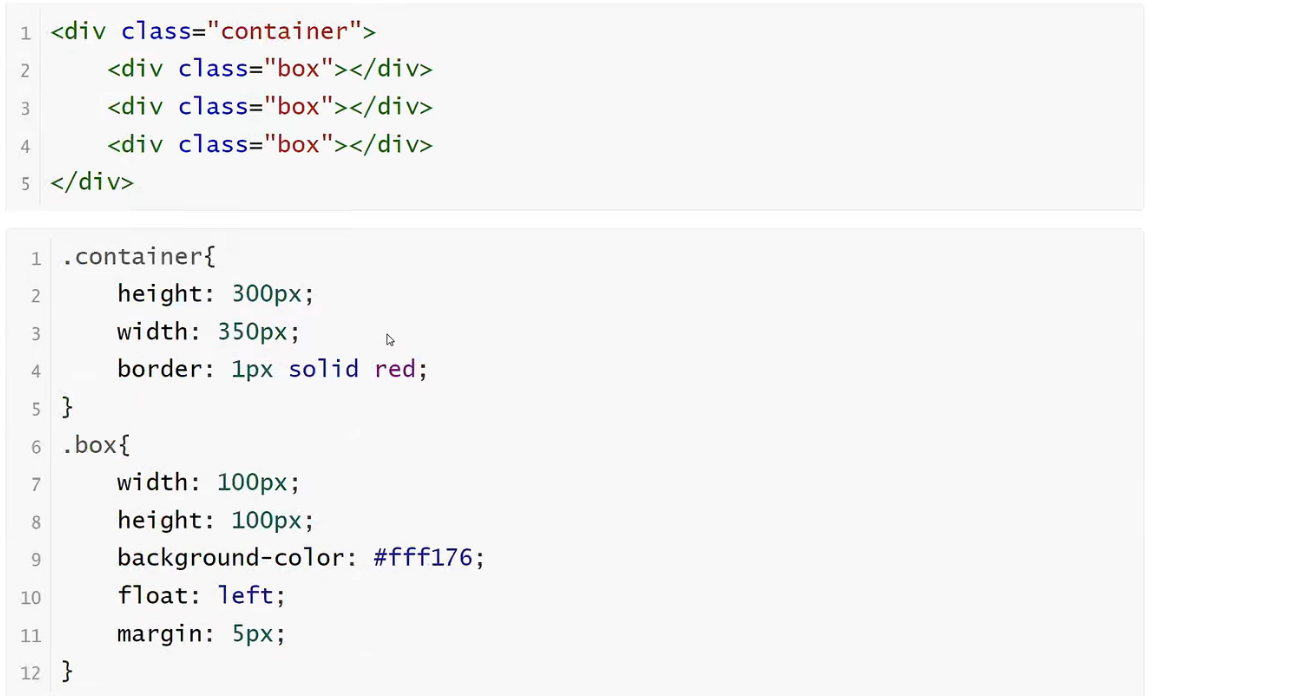 1 <div class="container">
2 <div class="box"></div>
3 <div class="box"></div>
4 <div class="box"></div>
5 </div>
1 .container{
2 height: 300px;
3 width: 350px;
4 border: 1px solid red;
5 }
6 .box{
7 width: 100px;
8 height: 100px;
9 background-color: #fff176;
10 float: left;
11 margin: 5px;
12 }